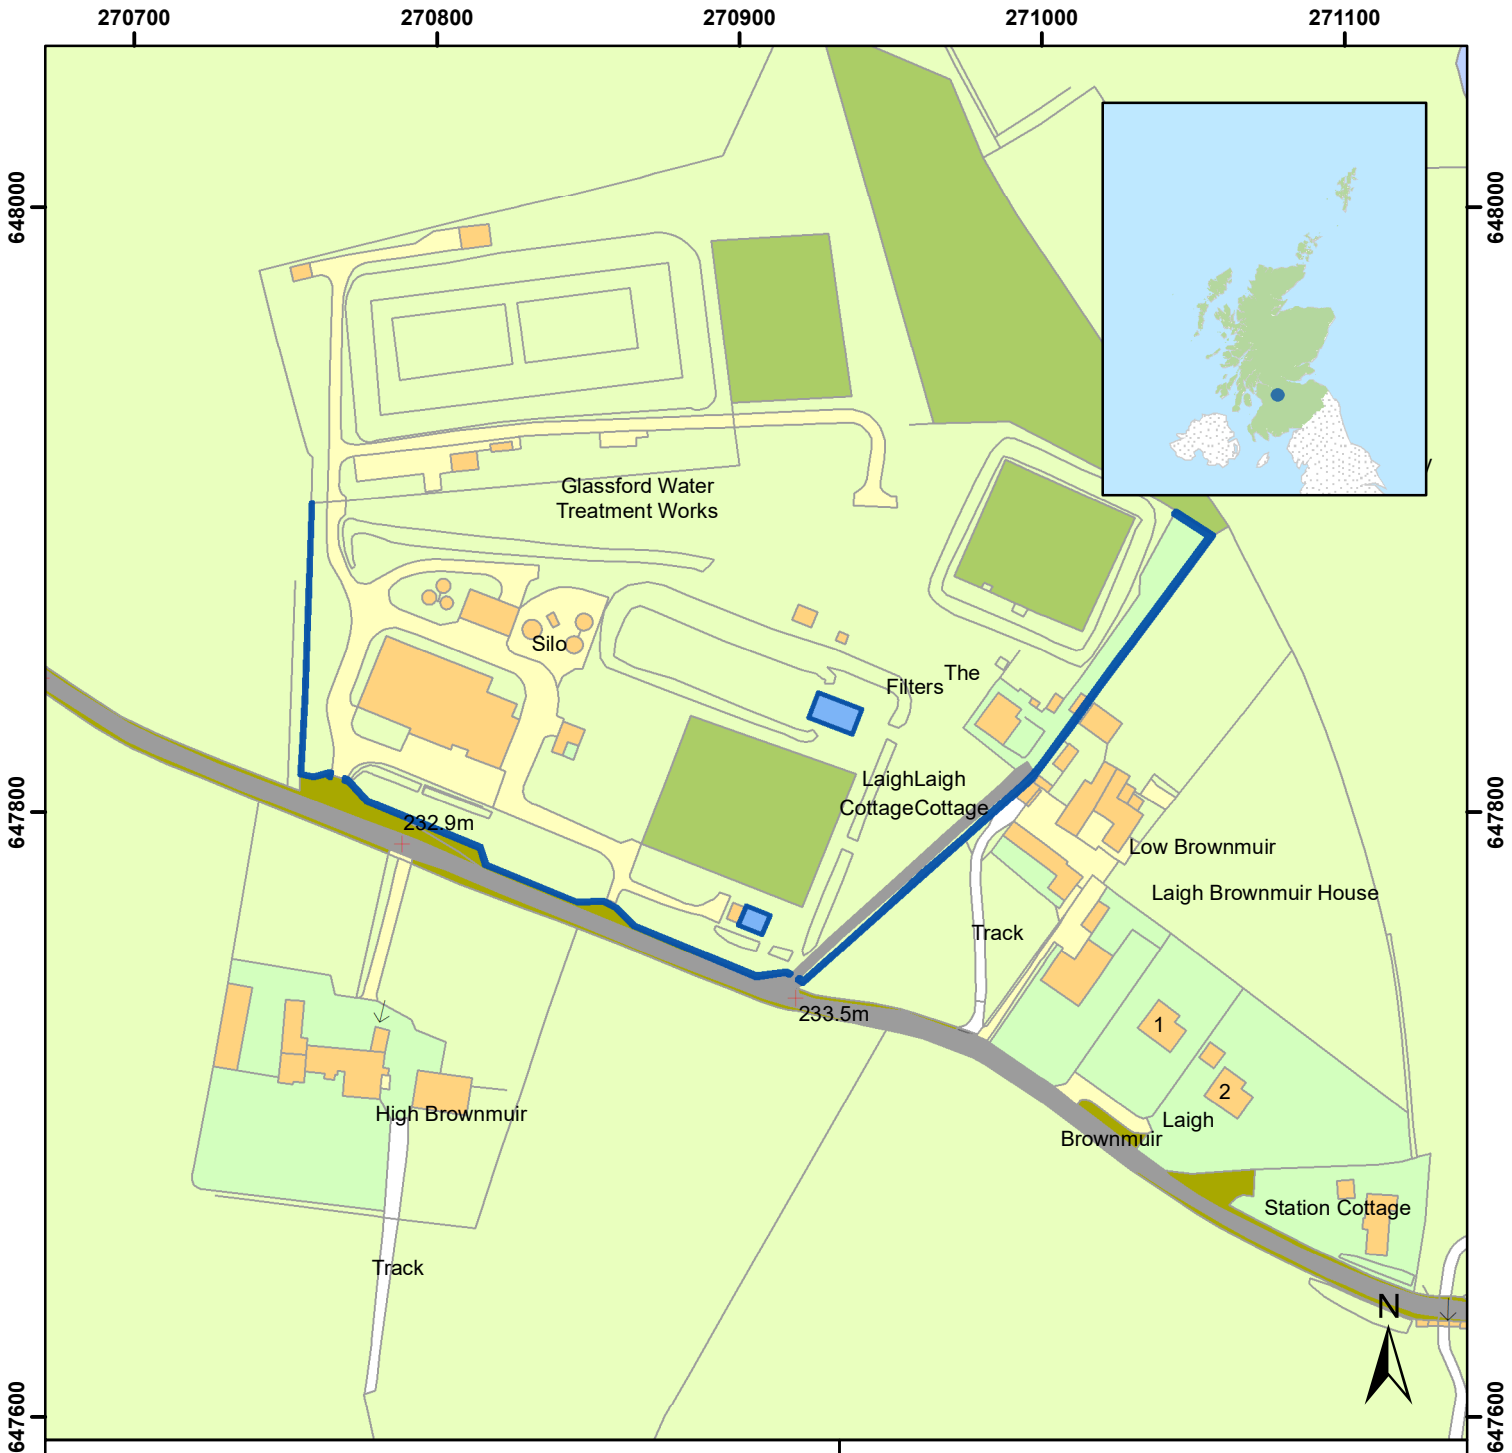 270700 270800 270900 271000 271100
648000
648000
Glassford Water
Treatment Works
Silo
The
Filters
LaighLaigh
CottageCottage
647800
647800
232.9m
Low Brownmuir
Laigh Brownmuir House
Track
233.5m
1
2
High Brownmuir
Laigh
Brownmuir
Station Cottage
Track
N
647600
647600